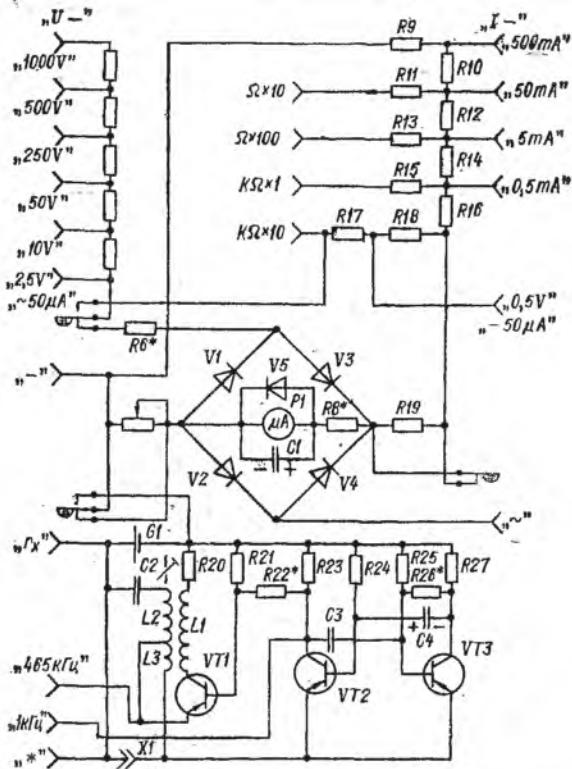 „U—"
R9
„I—"
„1000V"
„500mA"
R10
Ω×10
R11
„500V"
„50mA"
R12
„250V"
Ω×100
R13
„5mA"
R14
„50V"
KΩ×1
R15
„0,5mA"
R16
„10V"
KΩ×10
R17
R18
„2,5V"
„~50μA"
„0,5V"
„—50μA"
R6*
V1
V3
V5
P1
„—"
μA
R8*
R19
C1
— +
V2
V4
„~"
„Гх"
G1
C2
R20
R21
R22*
R23
R24
R25
R26*
R27
L2
L1
C3
C4
+ —
L3
VT1
„465кГц"
VT2
VT3
„1кГц"
„*"
X1